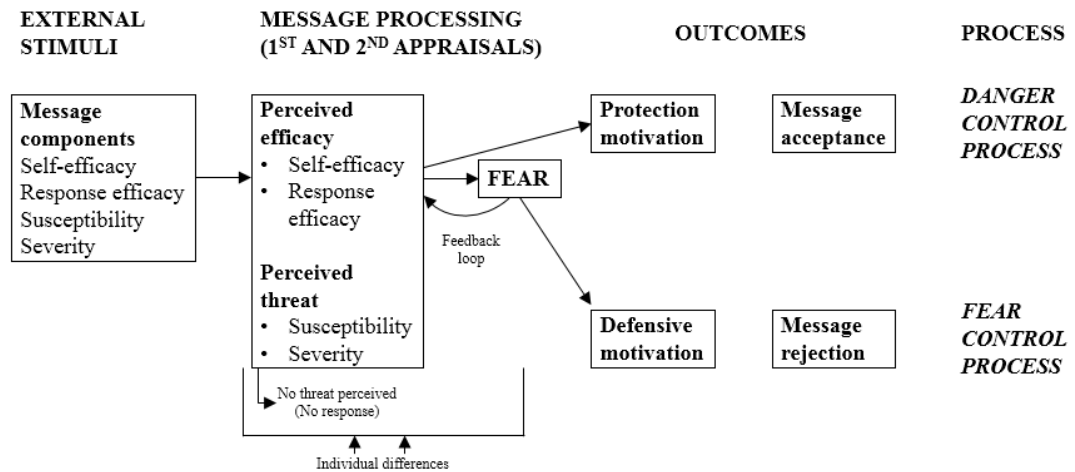 EXTERNAL
STIMULI
MESSAGE PROCESSING
(1ST AND 2ND APPRAISALS)
OUTCOMES
PROCESS
Message
components
Self-efficacy
Response efficacy
Susceptibility
Severity
Perceived
efficacy
• Self-efficacy
• Response
efficacy
Perceived
threat
• Susceptibility
• Severity
No threat perceived
(No response)
Individual differences
FEAR
Feedback
loop
Protection
motivation
Message
acceptance
DANGER
CONTROL
PROCESS
Defensive
motivation
Message
rejection
FEAR
CONTROL
PROCESS